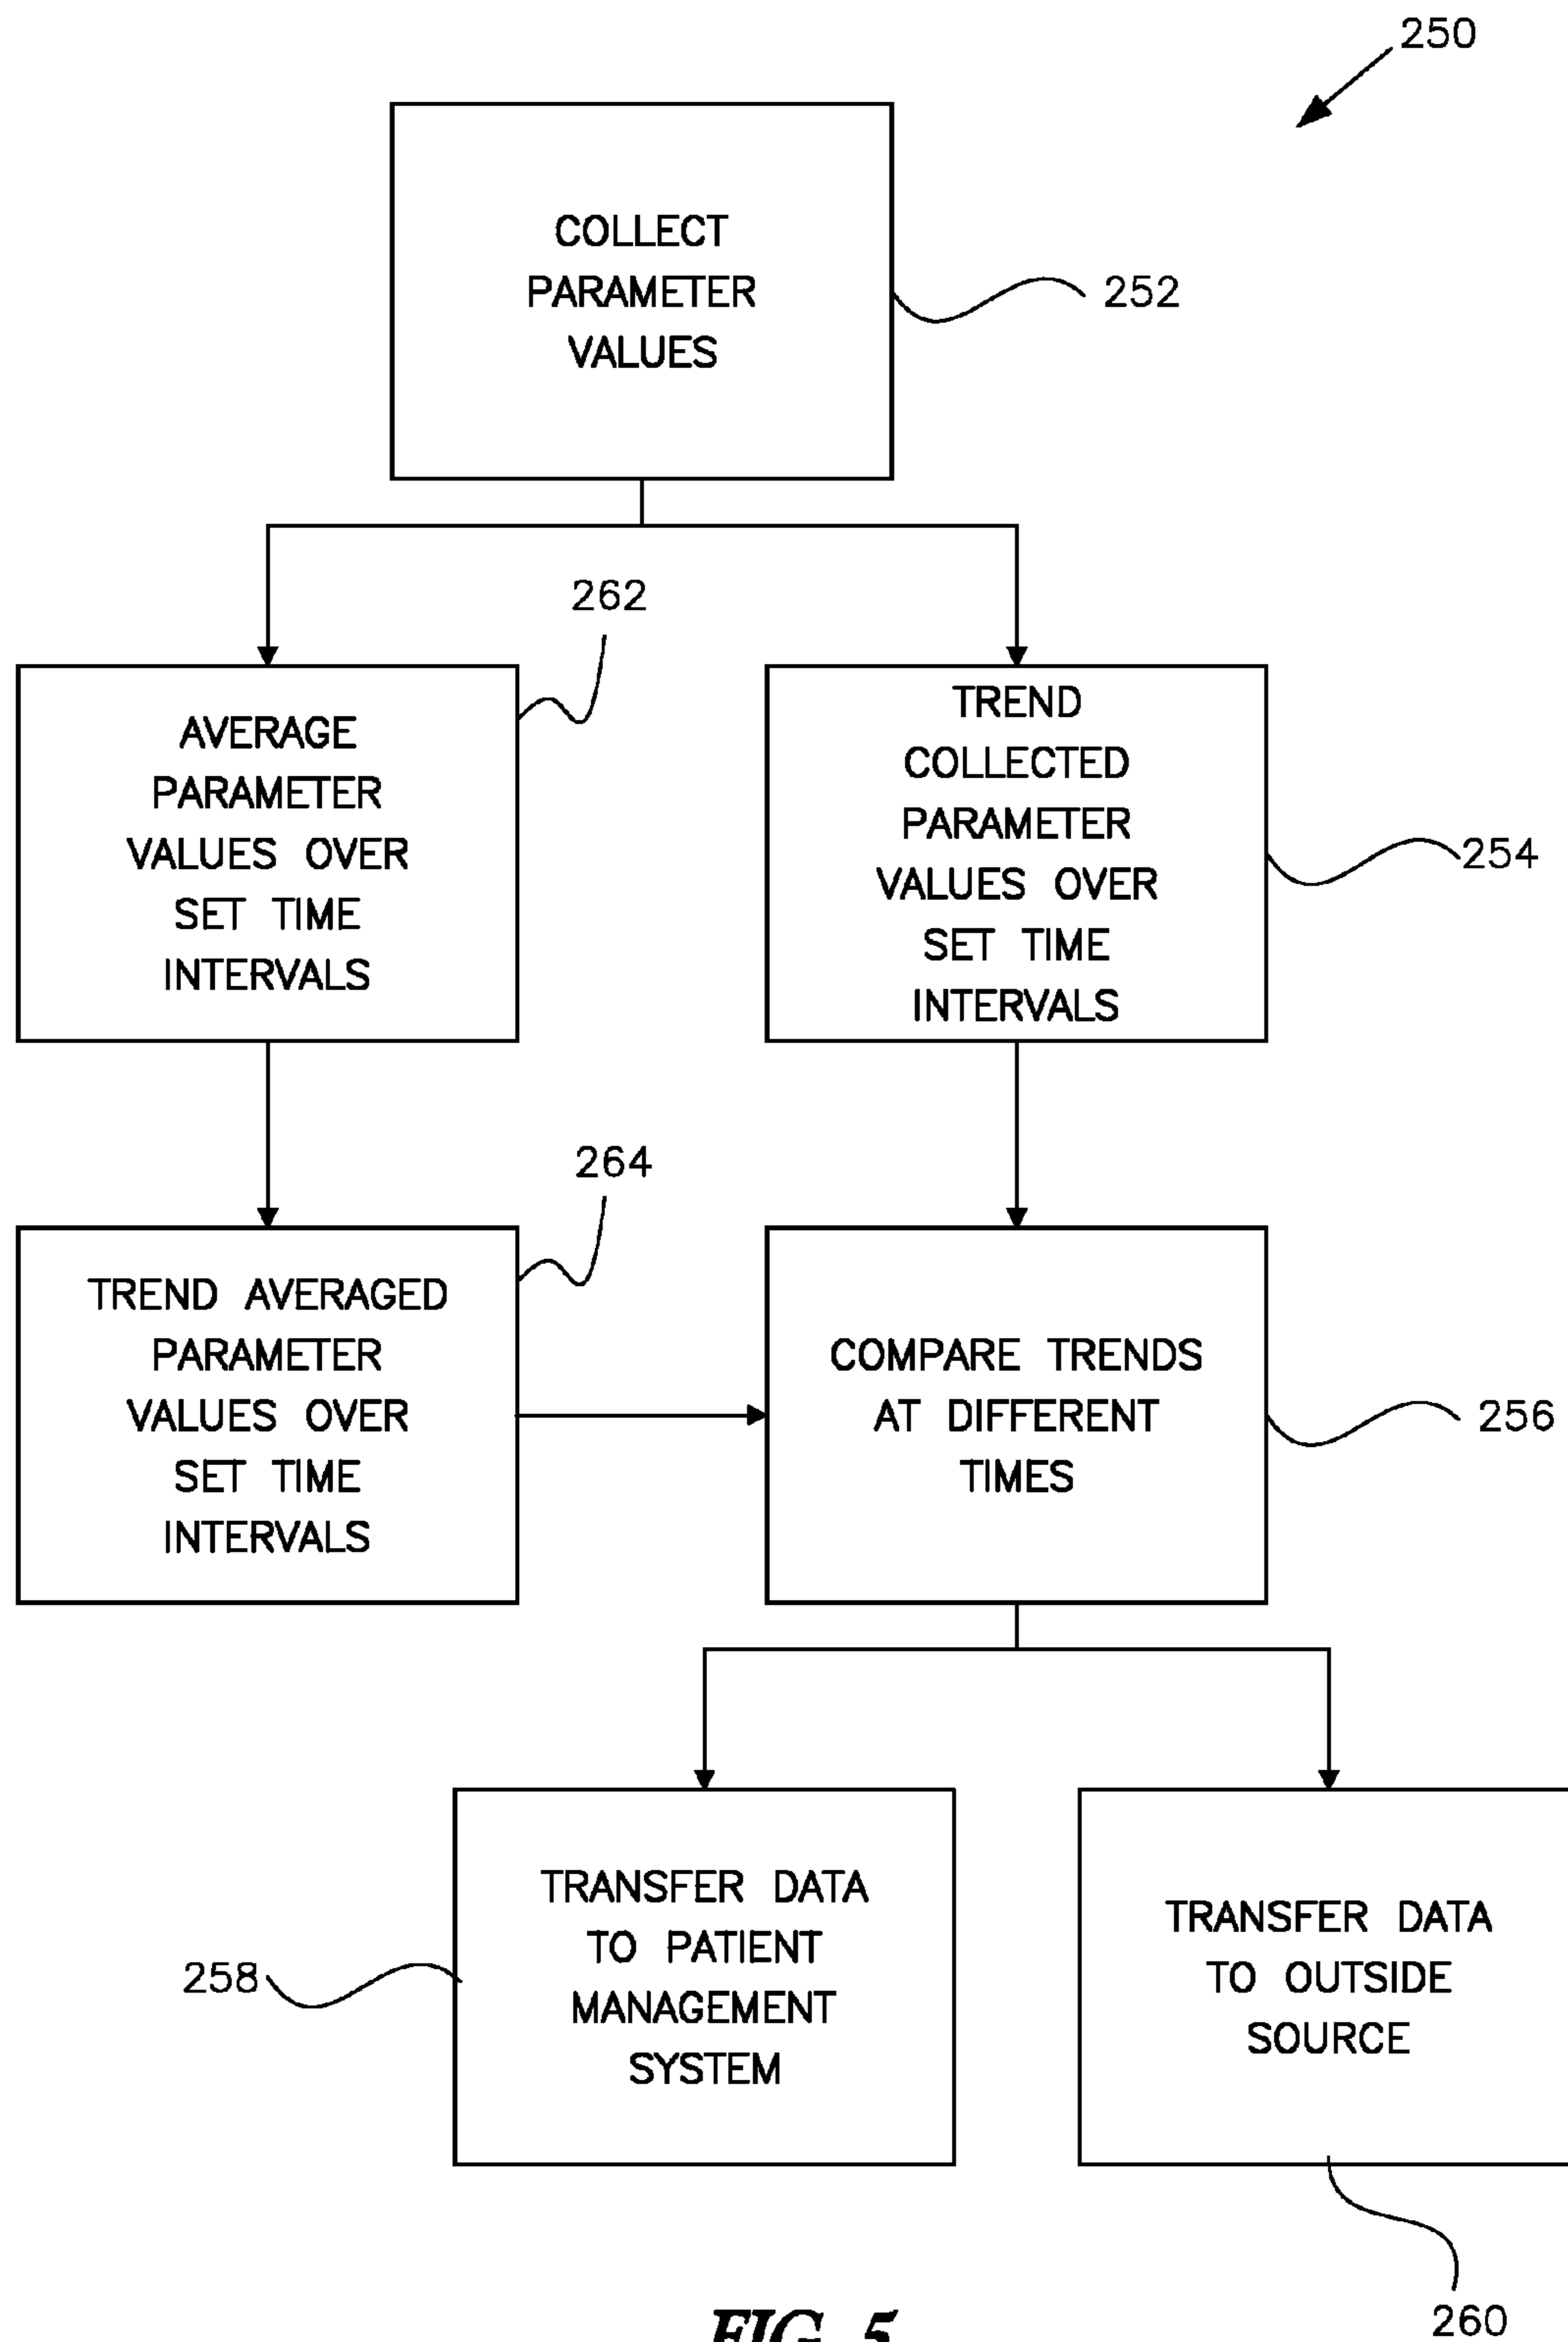 250
COLLECT
PARAMETER
VALUES
252
262
AVERAGE
PARAMETER
VALUES OVER
SET TIME
INTERVALS
TREND
COLLECTED
PARAMETER
VALUES OVER
SET TIME
INTERVALS
254
264
TREND AVERAGED
PARAMETER
VALUES OVER
SET TIME
INTERVALS
COMPARE TRENDS
AT DIFFERENT
TIMES
256
TRANSFER DATA
TO PATIENT
MANAGEMENT
SYSTEM
258
TRANSFER DATA
TO OUTSIDE
SOURCE
260
FIG. 5